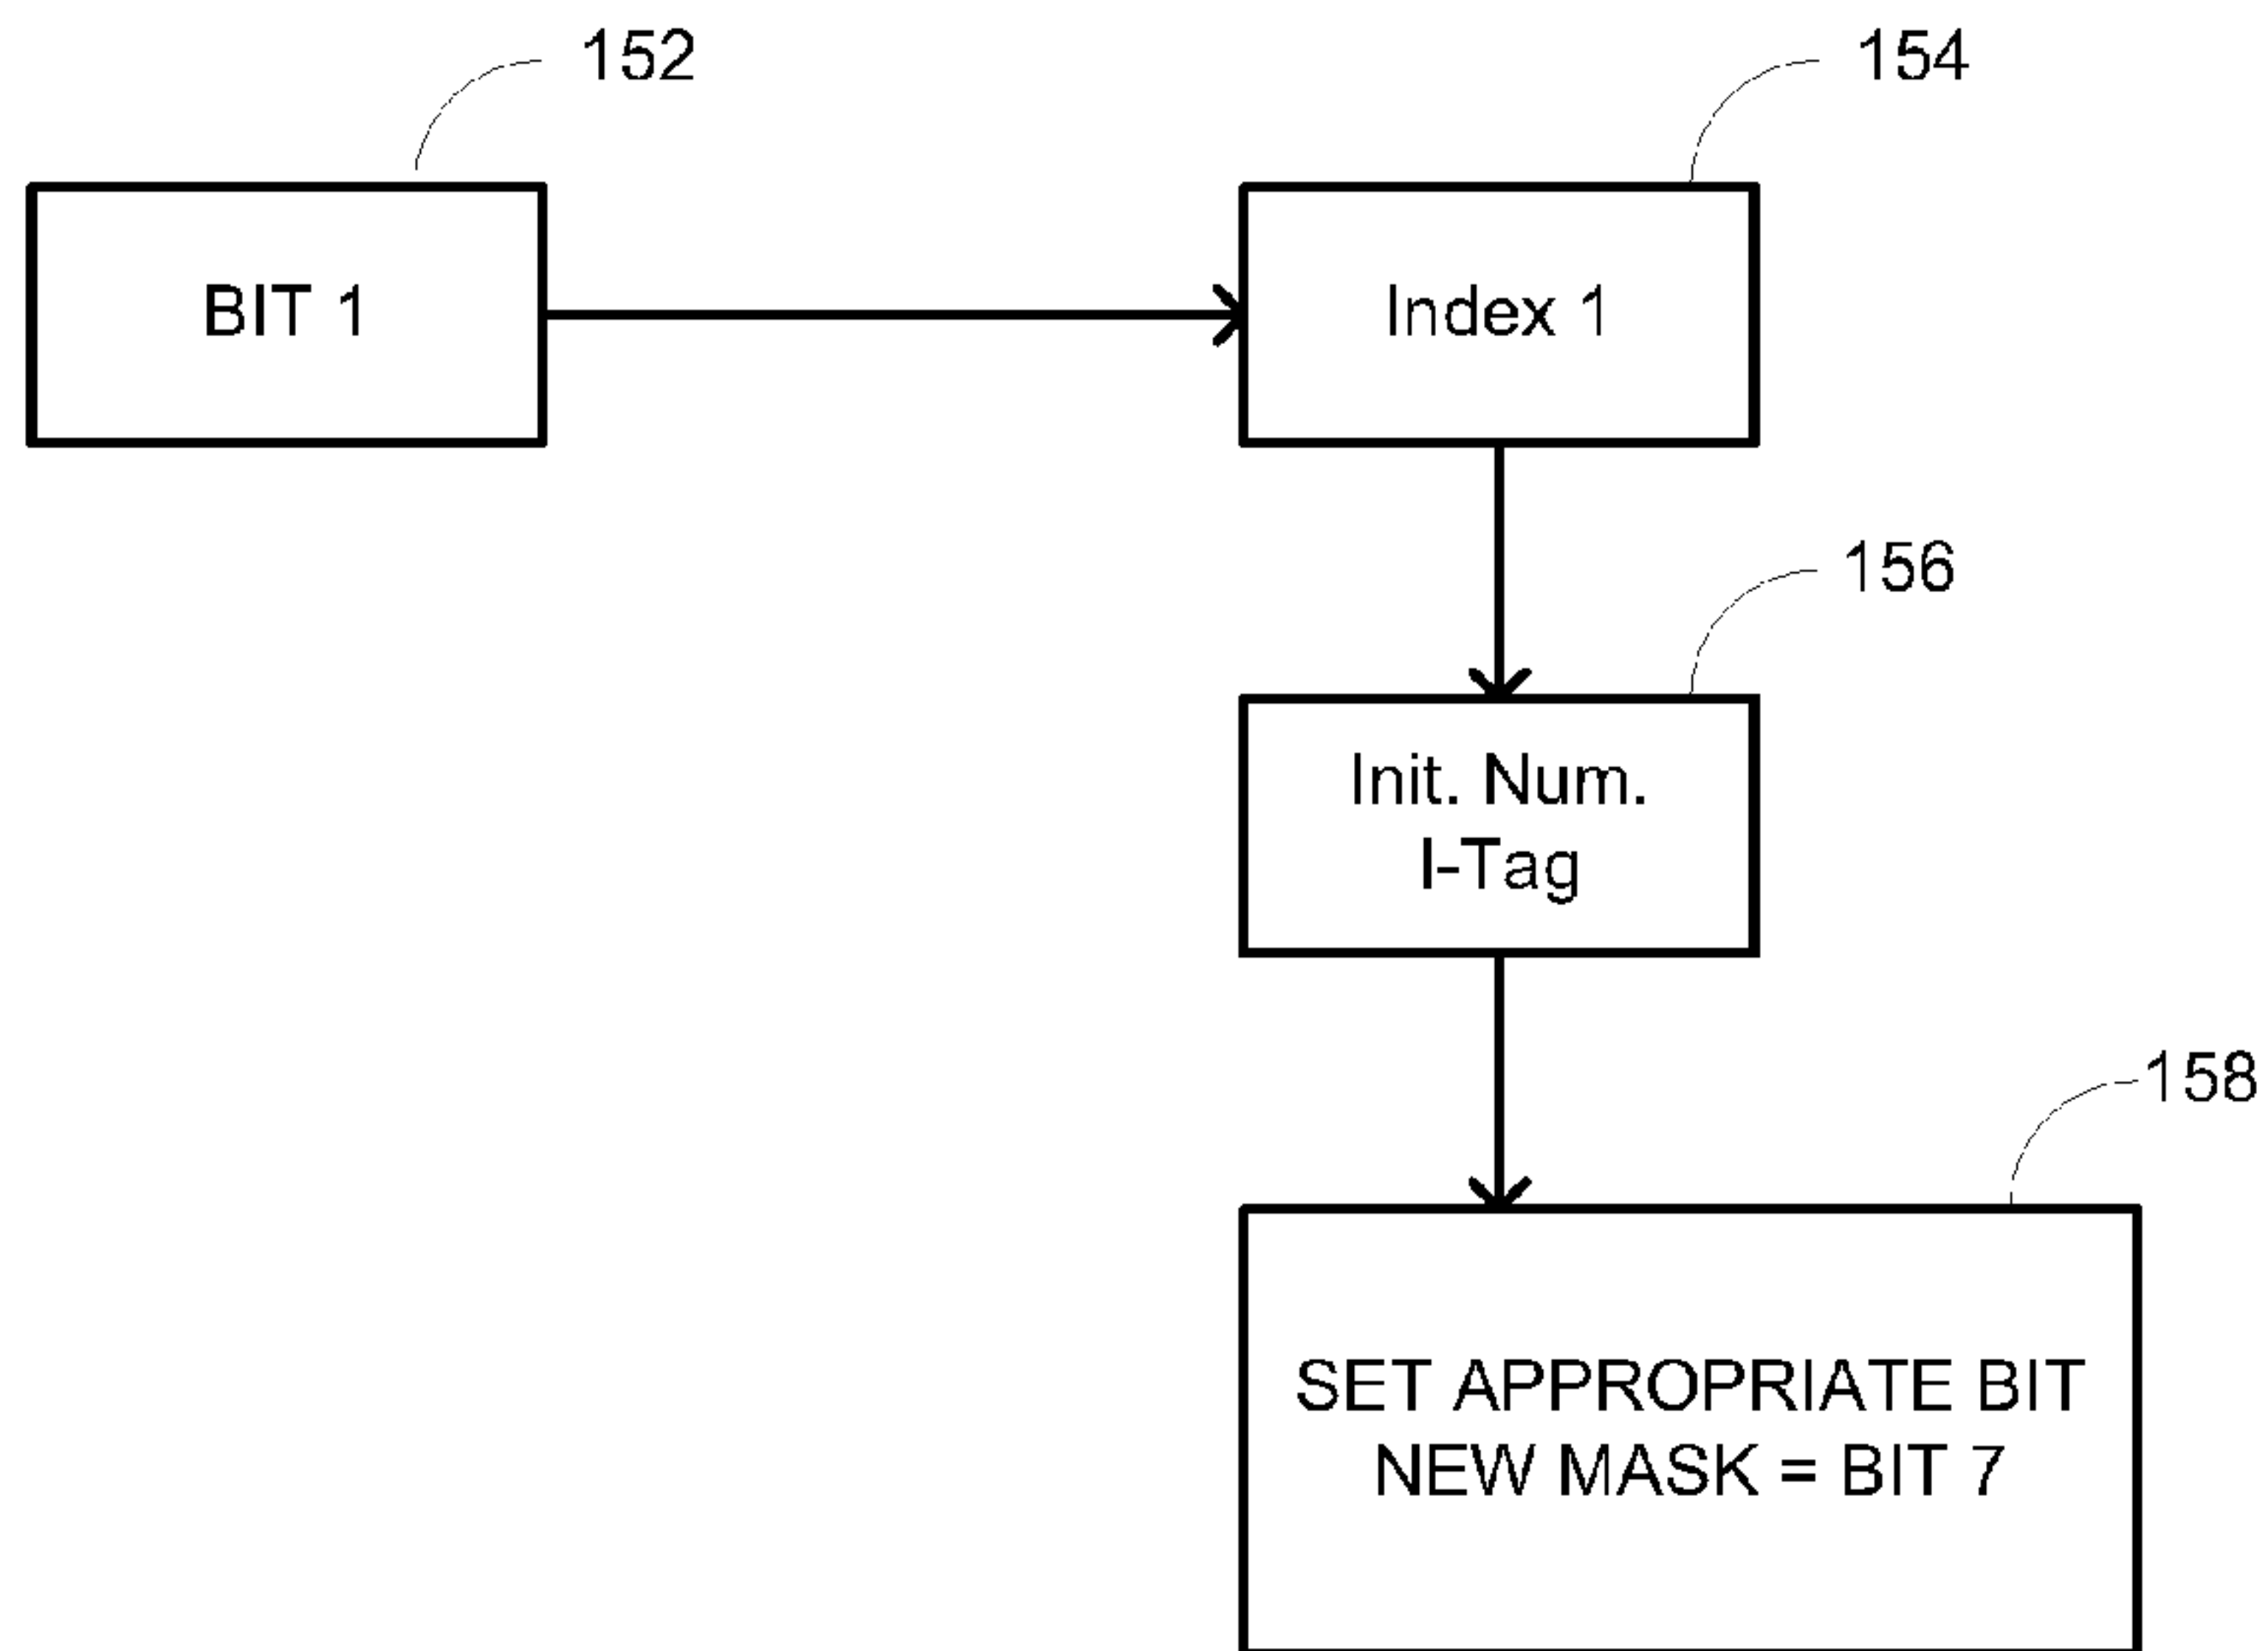 152
154
BIT 1
Index 1
156
Init. Num.
I-Tag
158
SET APPROPRIATE BIT
NEW MASK = BIT 7